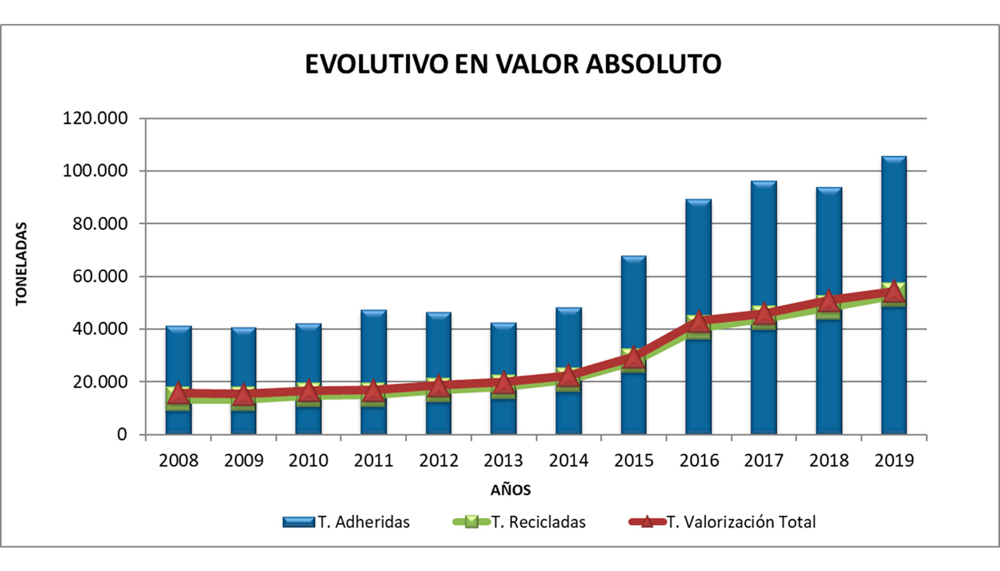 EVOLUTIVO EN VALOR ABSOLUTO
120.000
100.000
80.000
60.000
40.000
20.000
0
TONELADAS
2008 2009 2010 2011 2012 2013 2014 2015 2016 2017 2018 2019
AÑOS
T. Adheridas T. Recicladas T. Valorización Total